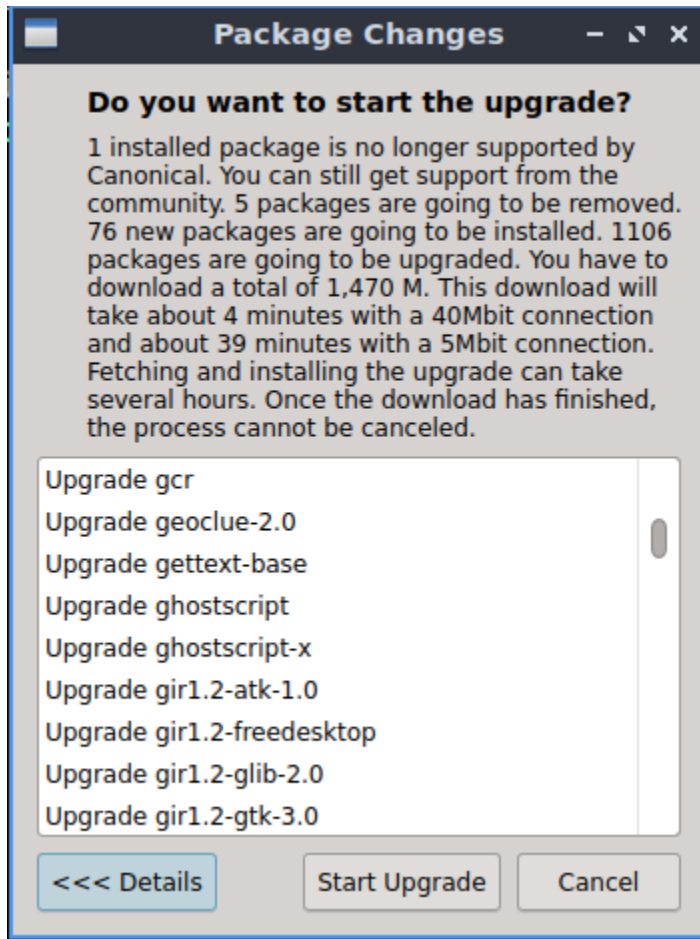 Package Changes
Do you want to start the upgrade?
1 installed package is no longer supported by
Canonical. You can still get support from the
community. 5 packages are going to be removed.
76 new packages are going to be installed. 1106
packages are going to be upgraded. You have to
download a total of 1,470 M. This download will
take about 4 minutes with a 40Mbit connection
and about 39 minutes with a 5Mbit connection.
Fetching and installing the upgrade can take
several hours. Once the download has finished,
the process cannot be canceled.
Upgrade gcr
Upgrade geoclue-2.0
Upgrade gettext-base
Upgrade ghostscript
Upgrade ghostscript-x
Upgrade gir1.2-atk-1.0
Upgrade gir1.2-freedesktop
Upgrade gir1.2-glib-2.0
Upgrade gir1.2-gtk-3.0
<<< Details Start Upgrade Cancel